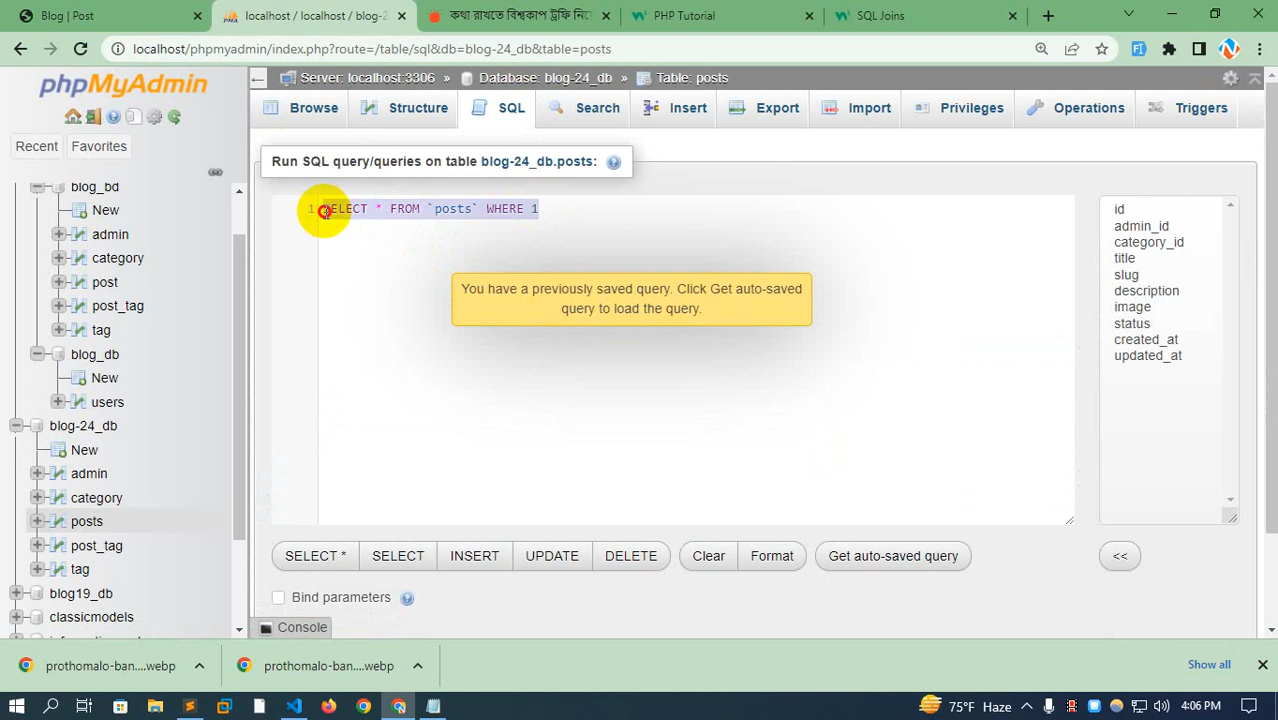 Blog | Post
localhost / localhost / blog-2
কথা রাখতে বিশ্বকাপ ট্রফি নিয়ে
PHP Tutorial
SQL Joins
localhost/phpmyadmin/index.php?route=/table/sql&db=blog-24_db&table=posts
phpMyAdmin
Recent
Favorites
blog_bd
New
admin
category
post
post_tag
tag
blog_db
New
users
blog-24_db
New
admin
category
posts
post_tag
tag
blog19_db
classicmodels
Server: localhost:3306 » Database: blog-24_db » Table: posts
Browse
Structure
SQL
Search
Insert
Export
Import
Privileges
Operations
Triggers
Run SQL query/queries on table blog-24_db.posts:
1 SELECT * FROM `posts` WHERE 1
You have a previously saved query. Click Get auto-saved
query to load the query.
id
admin_id
category_id
title
slug
description
image
status
created_at
updated_at
SELECT *
SELECT
INSERT
UPDATE
DELETE
Clear
Format
Get auto-saved query
<<
Bind parameters
Console
prothomalo-ban....webp
prothomalo-ban....webp
Show all
75°F Haze
4:06 PM